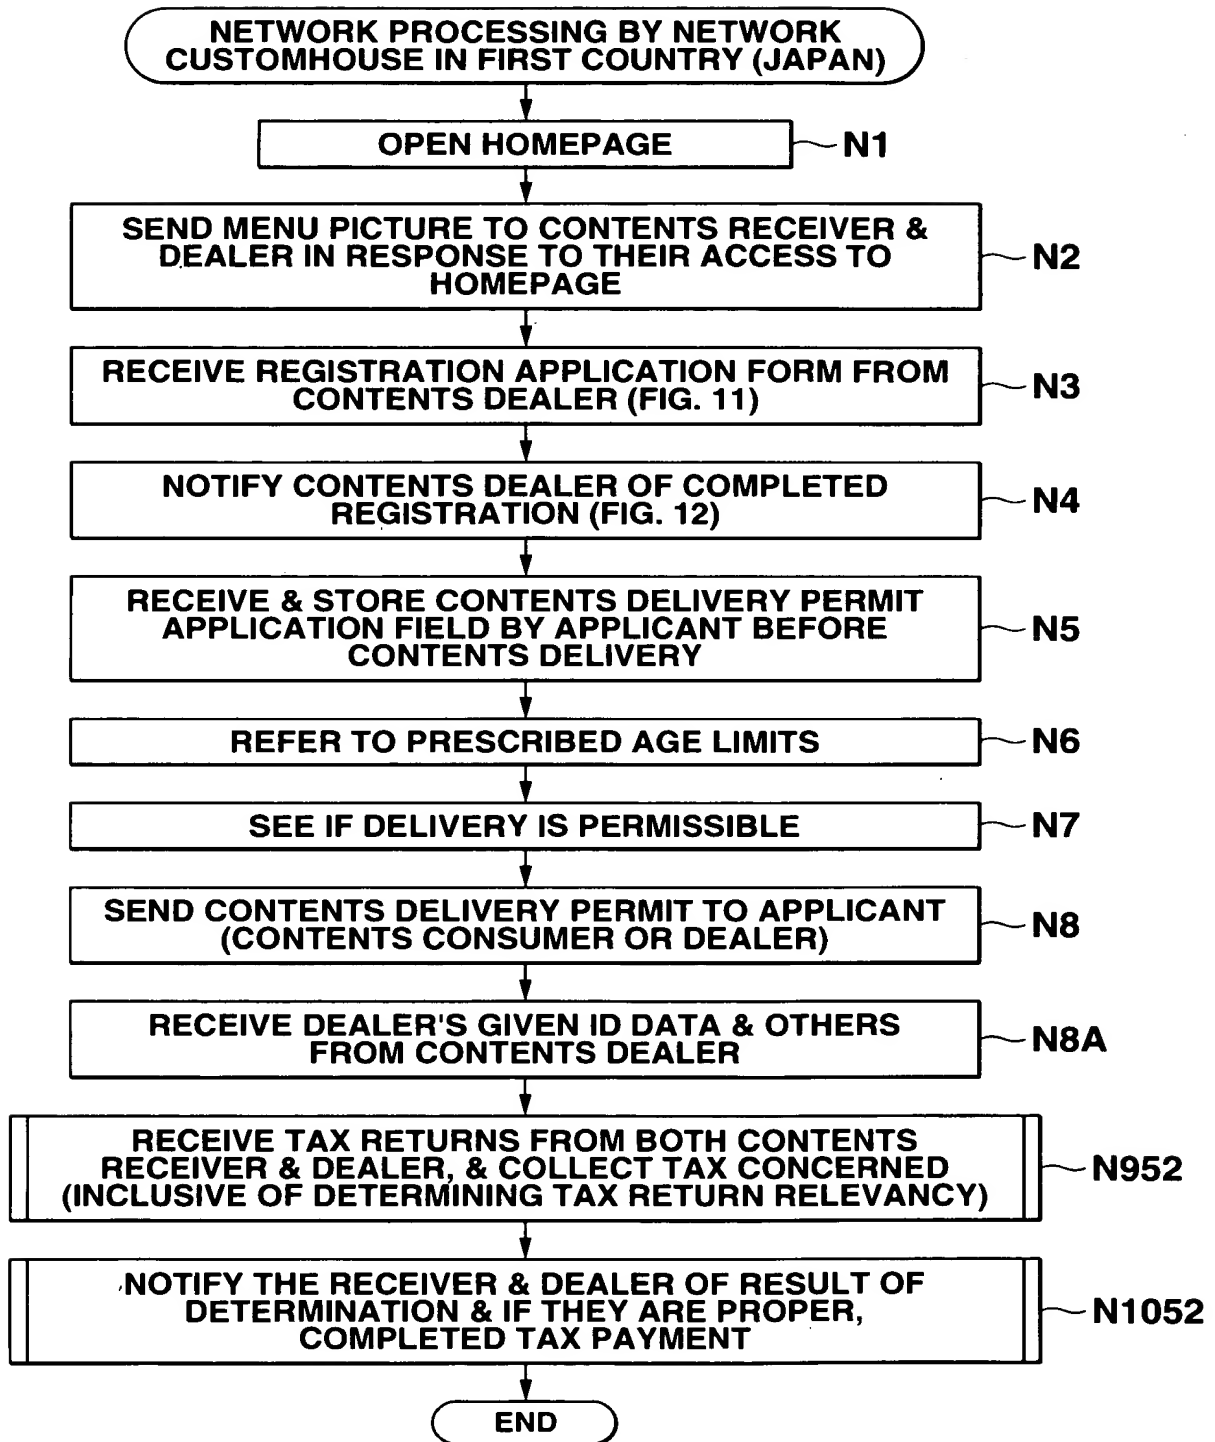 NETWORK PROCESSING BY NETWORK
CUSTOMHOUSE IN FIRST COUNTRY (JAPAN)
OPEN HOMEPAGE
N1
SEND MENU PICTURE TO CONTENTS RECEIVER &
DEALER IN RESPONSE TO THEIR ACCESS TO
HOMEPAGE
N2
RECEIVE REGISTRATION APPLICATION FORM FROM
CONTENTS DEALER (FIG. 11)
N3
NOTIFY CONTENTS DEALER OF COMPLETED
REGISTRATION (FIG. 12)
N4
RECEIVE & STORE CONTENTS DELIVERY PERMIT
APPLICATION FIELD BY APPLICANT BEFORE
CONTENTS DELIVERY
N5
REFER TO PRESCRIBED AGE LIMITS
N6
SEE IF DELIVERY IS PERMISSIBLE
N7
SEND CONTENTS DELIVERY PERMIT TO APPLICANT
(CONTENTS CONSUMER OR DEALER)
N8
RECEIVE DEALER'S GIVEN ID DATA & OTHERS
FROM CONTENTS DEALER
N8A
RECEIVE TAX RETURNS FROM BOTH CONTENTS
RECEIVER & DEALER, & COLLECT TAX CONCERNED
(INCLUSIVE OF DETERMINING TAX RETURN RELEVANCY)
N952
NOTIFY THE RECEIVER & DEALER OF RESULT OF
DETERMINATION & IF THEY ARE PROPER,
COMPLETED TAX PAYMENT
N1052
END